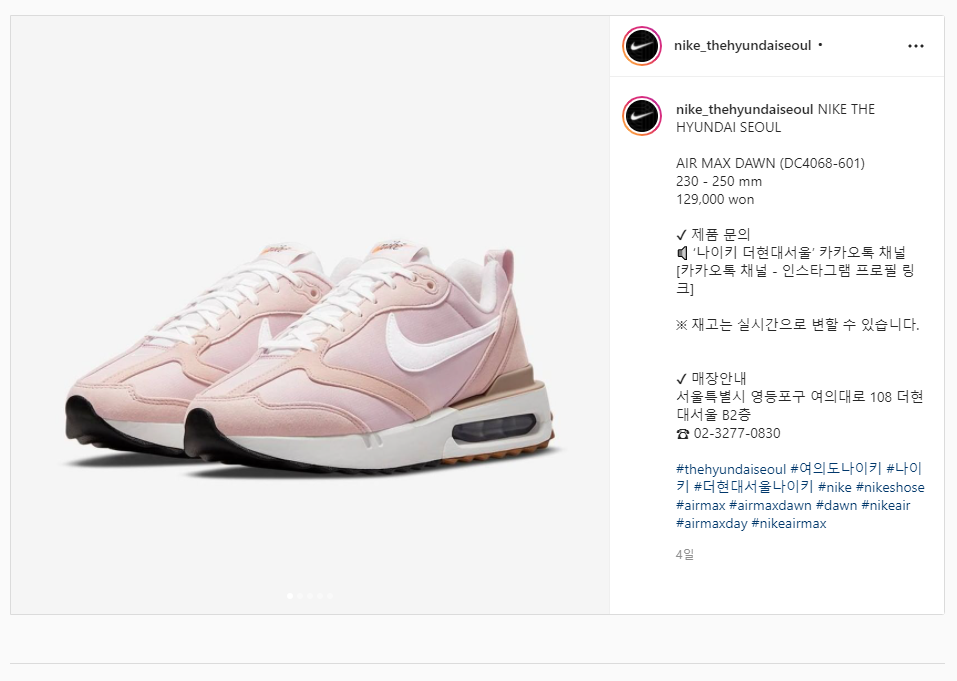 nike_thehyundaiseoul •
nike_thehyundaiseoul NIKE THE
HYUNDAI SEOUL
AIR MAX DAWN (DC4068-601)
230 - 250 mm
129,000 won
✓ 제품 문의
🔈 '나이키 더현대서울' 카카오톡 채널
[카카오톡 채널 - 인스타그램 프로필 링
크]
※ 재고는 실시간으로 변할 수 있습니다.
✓ 매장안내
서울특별시 영등포구 여의대로 108 더현
대서울 B2층
☎ 02-3277-0830
#thehyundaiseoul #여의도나이키 #나이
키 #더현대서울나이키 #nike #nikeshose
#airmax #airmaxdawn #dawn #nikeair
#airmaxday #nikeairmax
4일